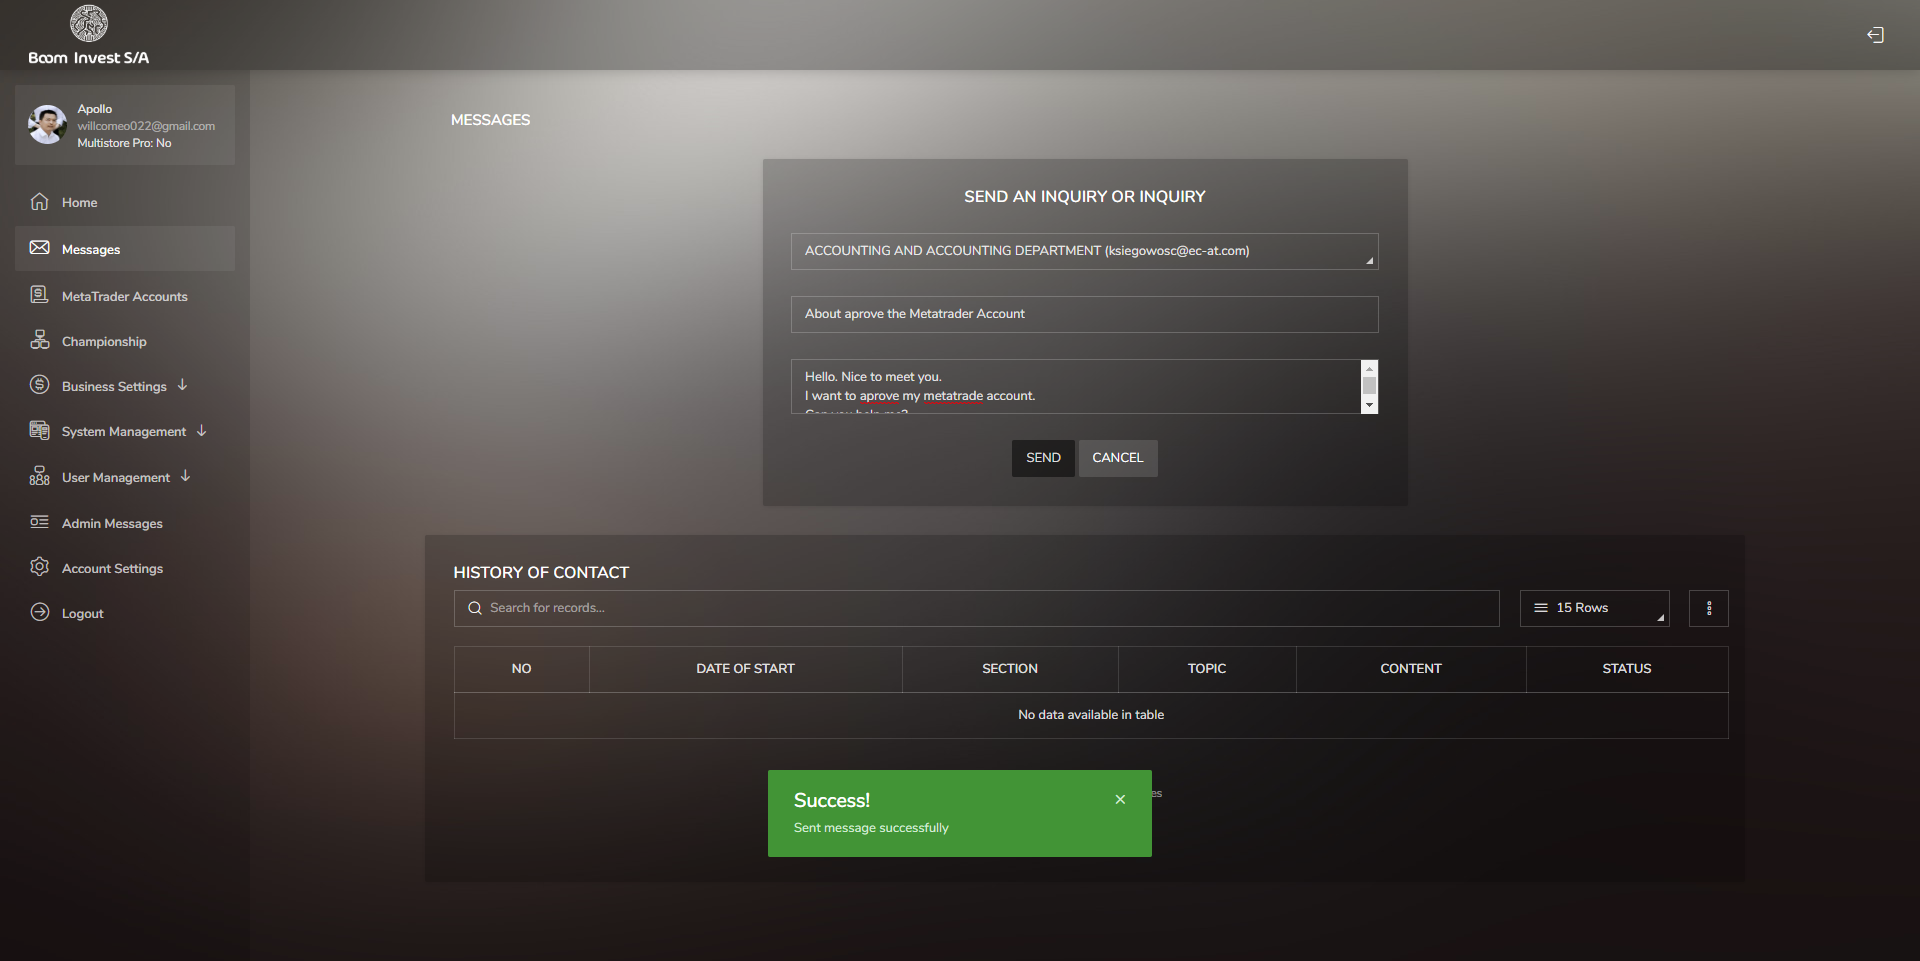 Boom Invest S/A
Apollo
willcomeo022@gmail.com
Multistore Pro: No
Home
Messages
MetaTrader Accounts
Championship
Business Settings
System Management
User Management
Admin Messages
Account Settings
Logout
MESSAGES
SEND AN INQUIRY OR INQUIRY
ACCOUNTING AND ACCOUNTING DEPARTMENT (ksiegowosc@ec-at.com)
About aprove the Metatrader Account
Hello. Nice to meet you.
I want to aprove my metatrade account.
Can you help me?
SEND CANCEL
HISTORY OF CONTACT
Search for records...
15 Rows
NO DATE OF START SECTION TOPIC CONTENT STATUS
No data available in table
Success!
Sent message successfully